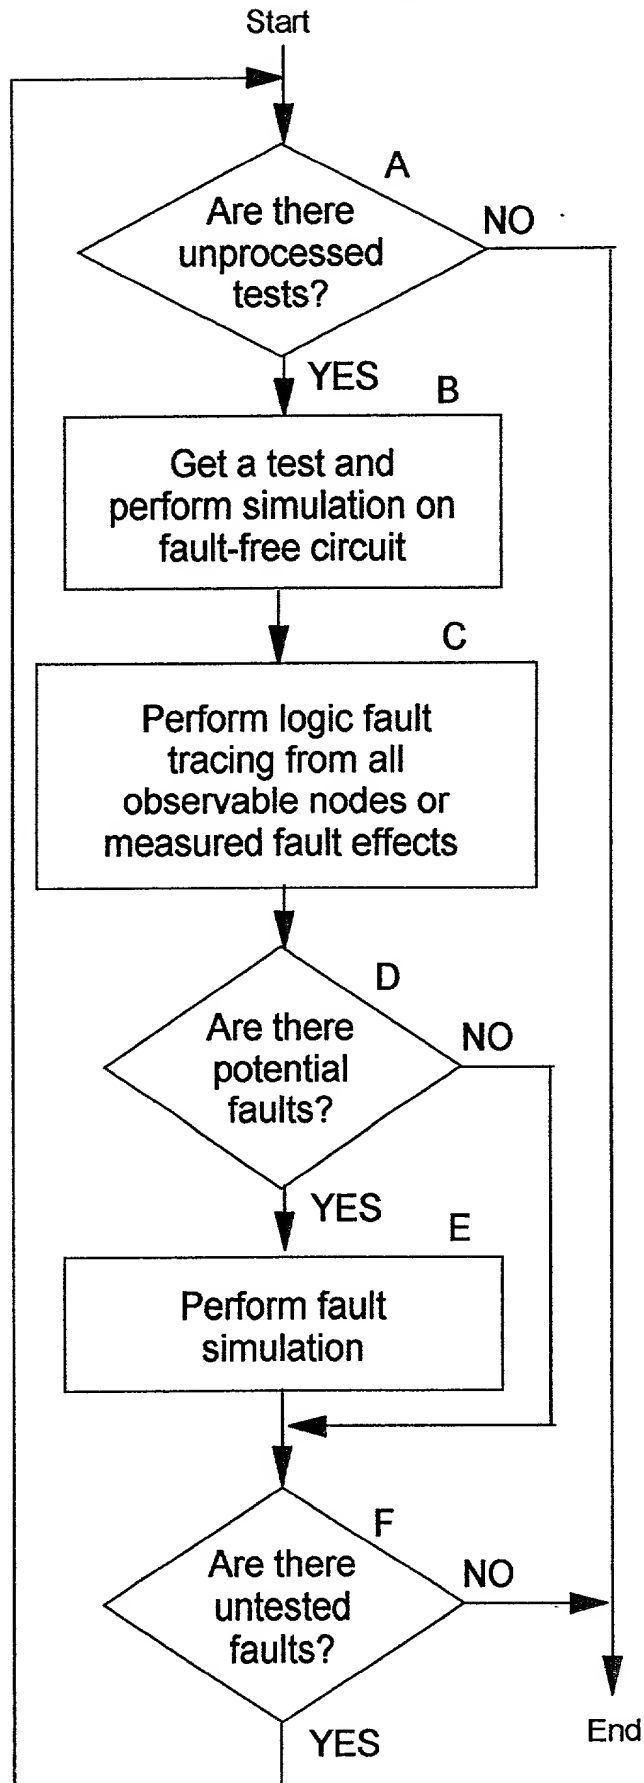 Start
A
Are there
unprocessed
tests?
NO
YES
B
Get a test and
perform simulation on
fault-free circuit
C
Perform logic fault
tracing from all
observable nodes or
measured fault effects
D
Are there
potential
faults?
NO
YES
E
Perform fault
simulation
F
Are there
untested
faults?
NO
YES
End